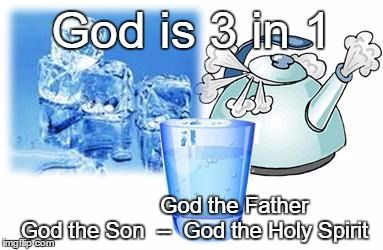 God is 3 in 1
God the Father
God the Son – God the Holy Spirit
imgflip.com